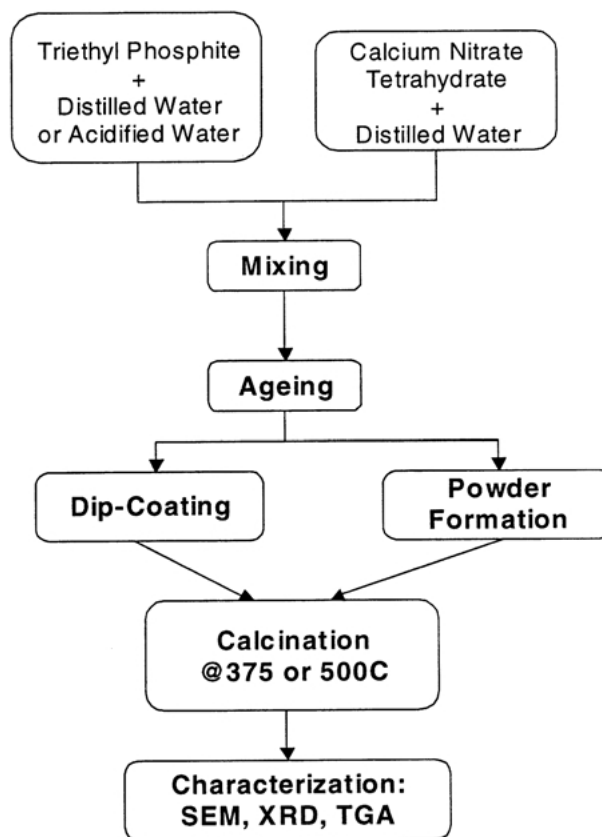 Triethyl Phosphite
+
Distilled Water
or Acidified Water
Calcium Nitrate
Tetrahydrate
+
Distilled Water
Mixing
Ageing
Dip-Coating
Powder
Formation
Calcination
@375 or 500C
Characterization:
SEM, XRD, TGA